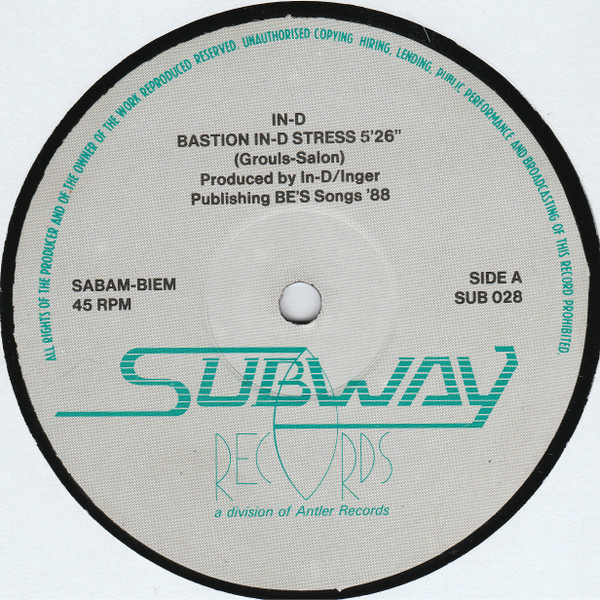 ALL RIGHTS OF THE PRODUCER AND OF THE OWNER OF THE WORK REPRODUCED RESERVED. UNAUTHORISED COPYING HIRING, LENDING, PUBLIC PERFORMANCE AND BROADCASTING OF THIS RECORD PROHIBITED.
IN-D
BASTION IN-D STRESS 5'26"
(Grouls-Salon)
Produced by In-D/Inger
Publishing BE'S Songs '88
SABAM-BIEM
45 RPM
SIDE A
SUB 028
SUBWAY
RECORDS
a division of Antler Records